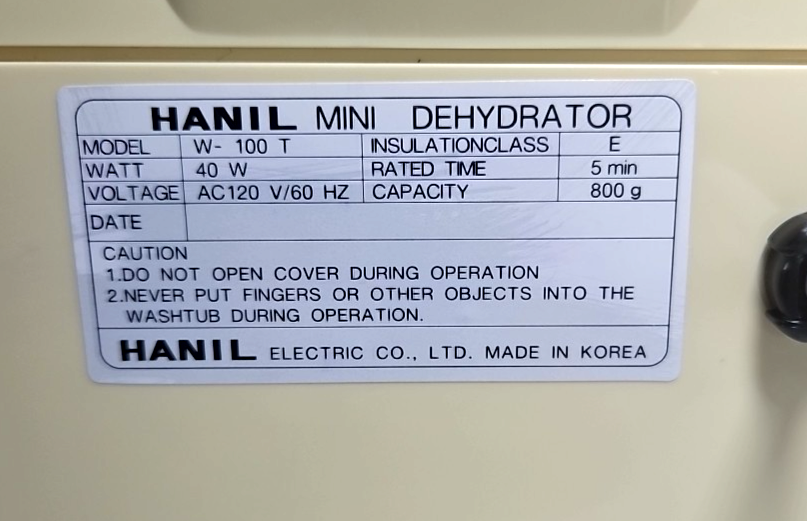 HANIL MINI DEHYDRATOR
MODEL W- 100 T INSULATIONCLASS E
WATT 40 W RATED TIME 5 min
VOLTAGE AC120 V/60 HZ CAPACITY 800 g
DATE
CAUTION
1.DO NOT OPEN COVER DURING OPERATION
2.NEVER PUT FINGERS OR OTHER OBJECTS INTO THE
WASHTUB DURING OPERATION.
HANIL ELECTRIC CO., LTD. MADE IN KOREA